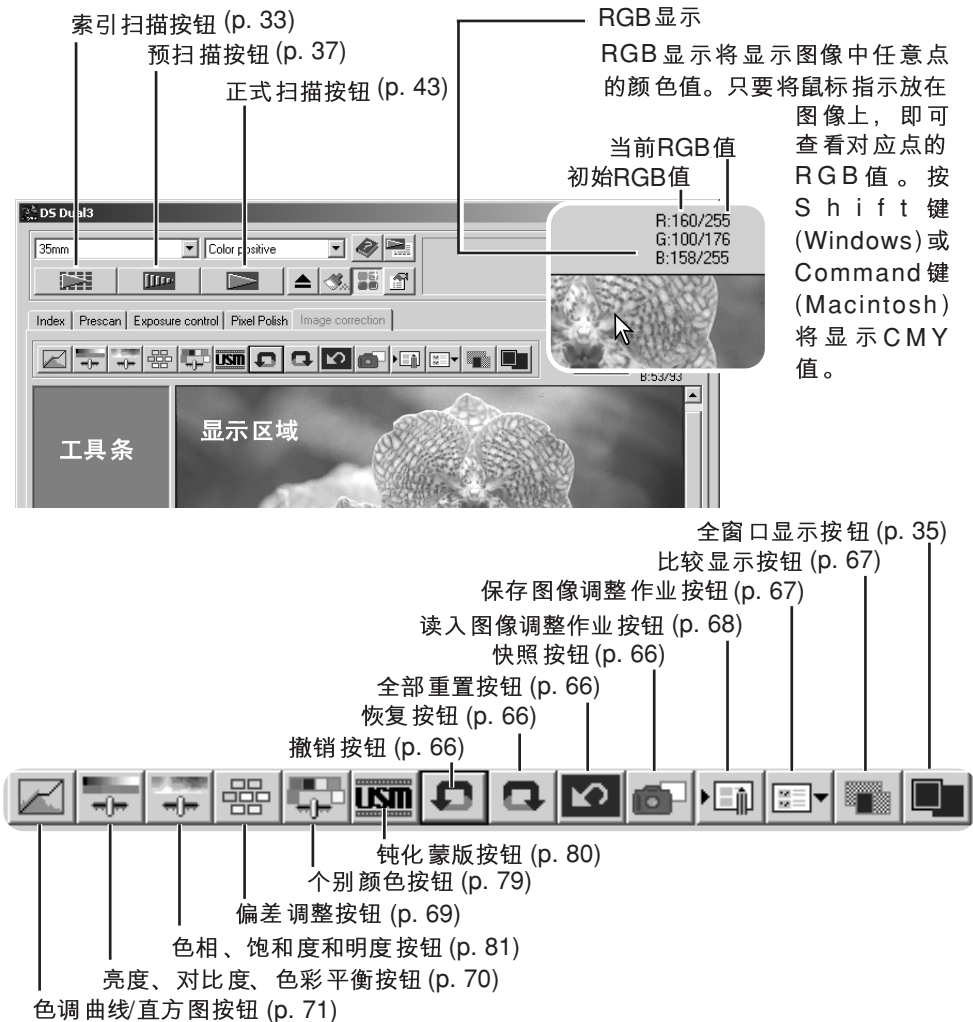 索引扫描按钮 (p. 33)
预扫描按钮 (p. 37)
正式扫描按钮 (p. 43)
RGB显示
RGB显示将显示图像中任意点
的颜色值。只要将鼠标指示放在
图像上，即可
查看对应点的
RGB值。按
Shift键
(Windows)或
Command键
(Macintosh)
将显示CMY
值。
当前RGB值
初始RGB值
DS Dual3
35mm
Color positive
R:160/255
G:100/176
B:158/255
Index Prescan Exposure control Pixel Polish Image correction
USM
B:53/93
工具条
显示区域
全窗口显示按钮 (p. 35)
比较显示按钮 (p. 67)
保存图像调整作业按钮 (p. 67)
读入图像调整作业按钮 (p. 68)
快照按钮 (p. 66)
全部重置按钮 (p. 66)
恢复按钮 (p. 66)
撤销按钮 (p. 66)
USM
钝化蒙版按钮 (p. 80)
个别颜色按钮 (p. 79)
偏差调整按钮 (p. 69)
色相、饱和度和明度按钮 (p. 81)
亮度、对比度、色彩平衡按钮 (p. 70)
色调曲线/直方图按钮 (p. 71)